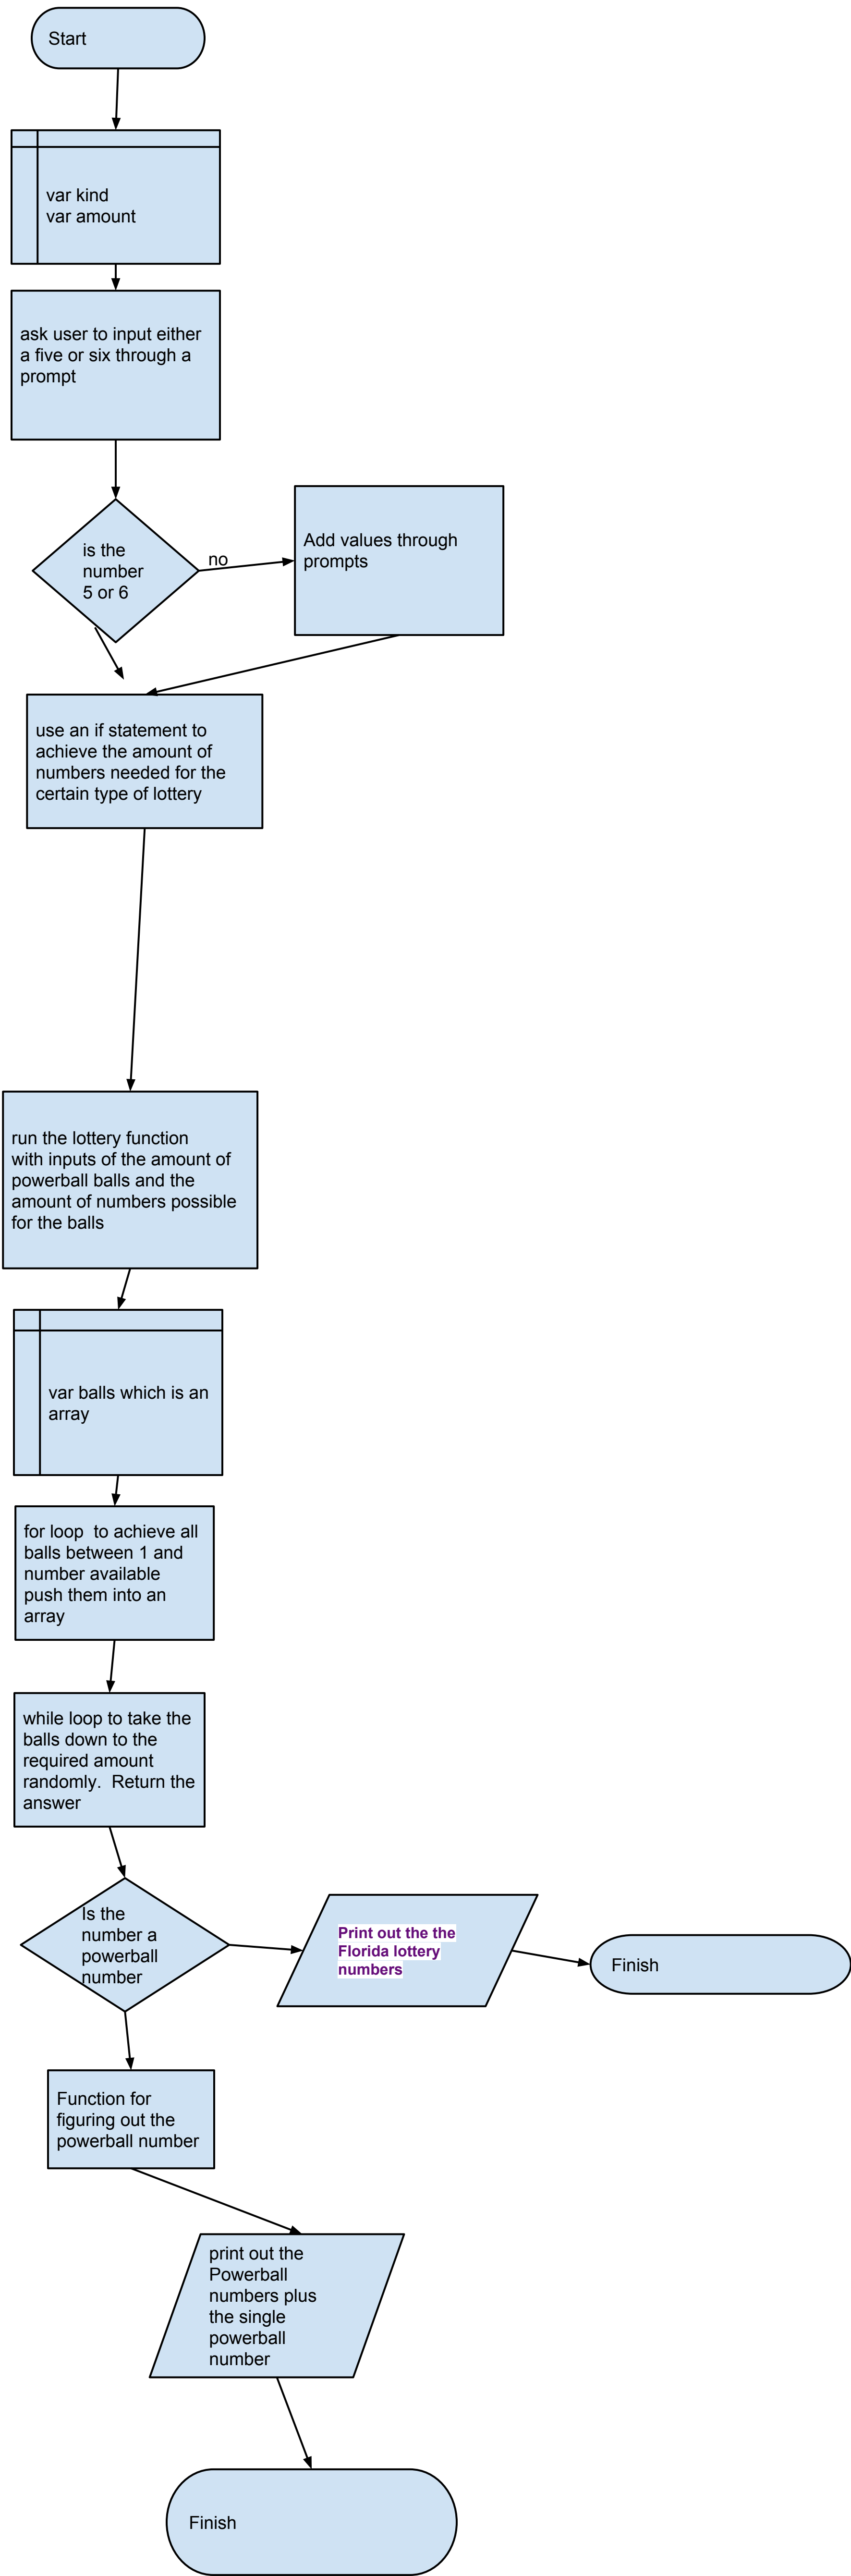 Start
var kind
var amount
ask user to input either
a five or six through a
prompt
is the
number
5 or 6
no
Add values through
prompts
use an if statement to
achieve the amount of
numbers needed for the
certain type of lottery
run the lottery function
with inputs of the amount of
powerball balls and the
amount of numbers possible
for the balls
var balls which is an
array
for loop  to achieve all
balls between 1 and
number available
push them into an
array
while loop to take the
balls down to the
required amount
randomly.  Return the
answer
Is the
number a
powerball
number
Print out the the
Florida lottery
numbers
Finish
Function for
figuring out the
powerball number
print out the
Powerball
numbers plus
the single
powerball
number
Finish